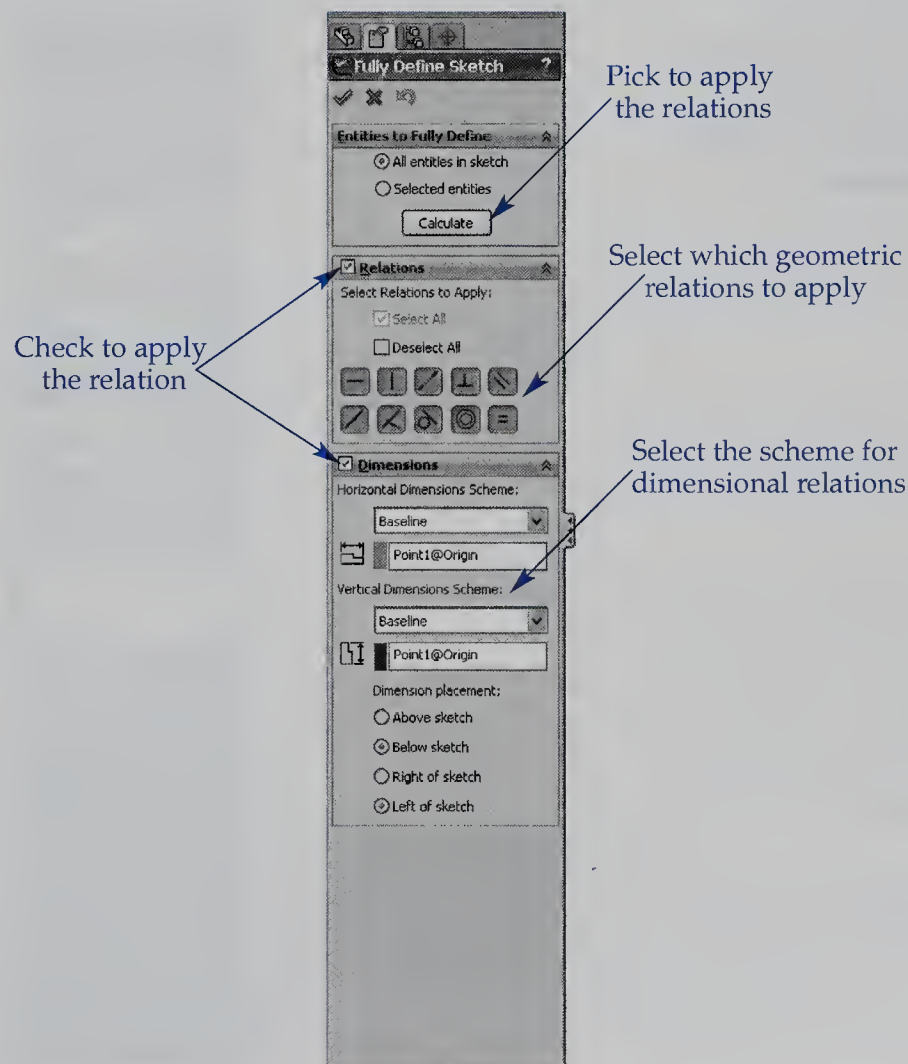 Fully Define Sketch ?
Pick to apply
the relations
Entities to Fully Define
All entities in sketch
Selected entities
Calculate
Relations
Select which geometric
relations to apply
Select Relations to Apply:
Select All
Deselect All
Check to apply
the relation
Dimensions
Select the scheme for
dimensional relations
Horizontal Dimensions Scheme:
Baseline
Point1@Origin
Vertical Dimensions Scheme:
Baseline
Point1@Origin
Dimension placement:
Above sketch
Below sketch
Right of sketch
Left of sketch